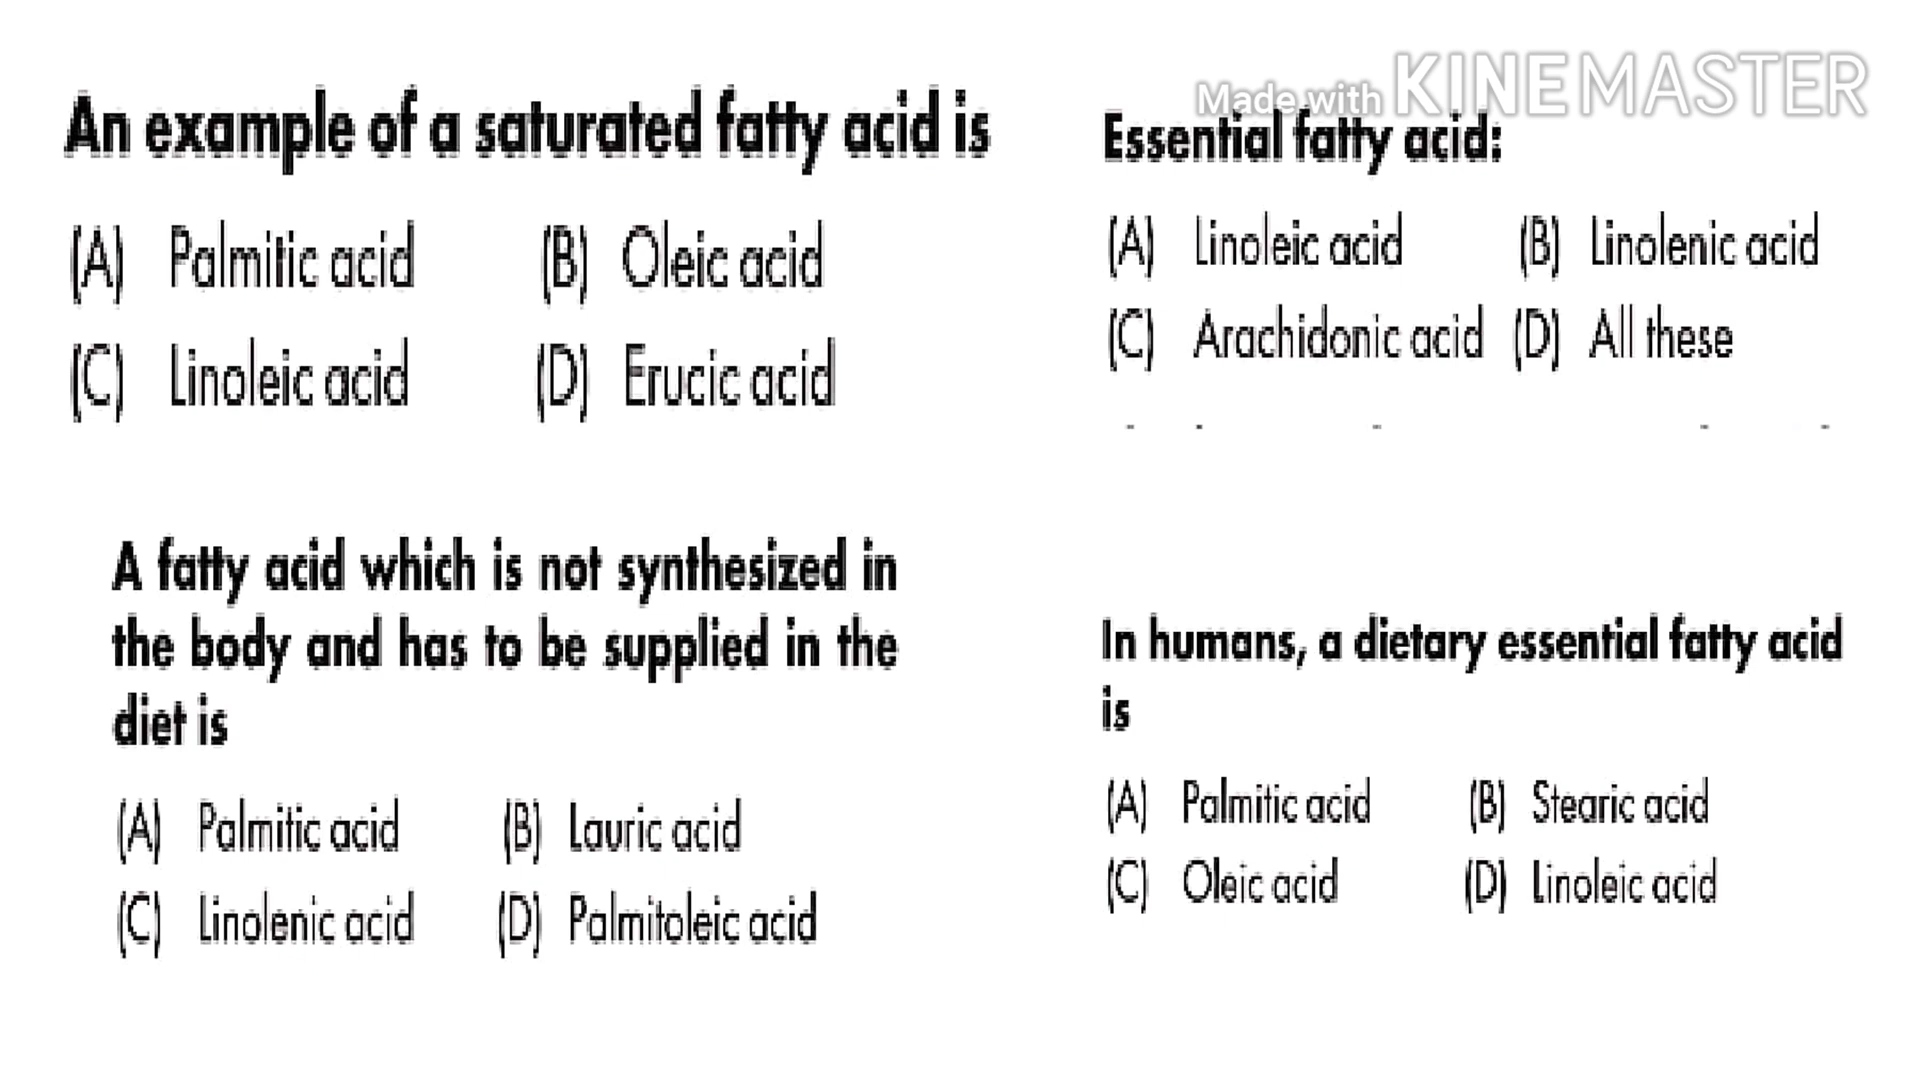 Made with KINEMASTER
An example of a saturated fatty acid is
(A) Palmitic acid (B) Oleic acid
(C) Linoleic acid (D) Erucic acid
Essential fatty acid:
(A) Linoleic acid (B) Linolenic acid
(C) Arachidonic acid (D) All these
A fatty acid which is not synthesized in
the body and has to be supplied in the
diet is
(A) Palmitic acid (B) Lauric acid
(C) Linolenic acid (D) Palmitoleic acid
In humans, a dietary essential fatty acid
is
(A) Palmitic acid (B) Stearic acid
(C) Oleic acid (D) Linoleic acid